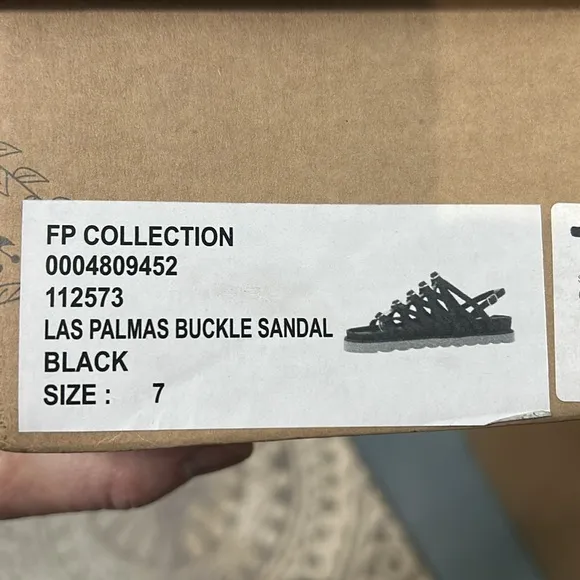 FP COLLECTION
0004809452
112573
LAS PALMAS BUCKLE SANDAL
BLACK
SIZE : 7